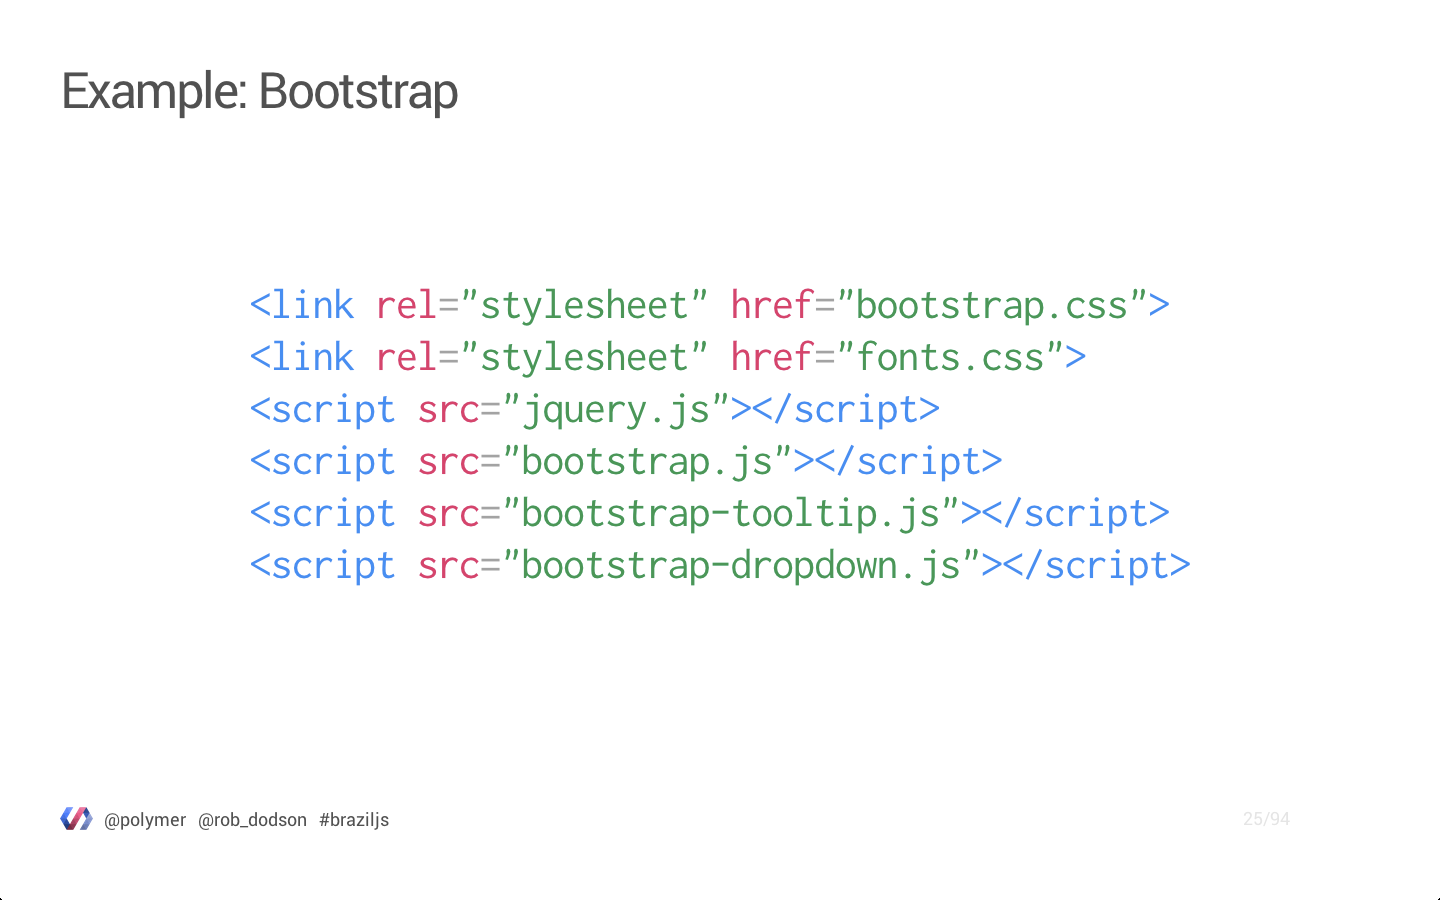 Example: Bootstrap
<link rel="stylesheet" href="bootstrap.css">
<link rel="stylesheet" href="fonts.css">
<script src="jquery.js"></script>
<script src="bootstrap.js"></script>
<script src="bootstrap-tooltip.js"></script>
<script src="bootstrap-dropdown.js"></script>
@polymer @rob_dodson #braziljs
25/94